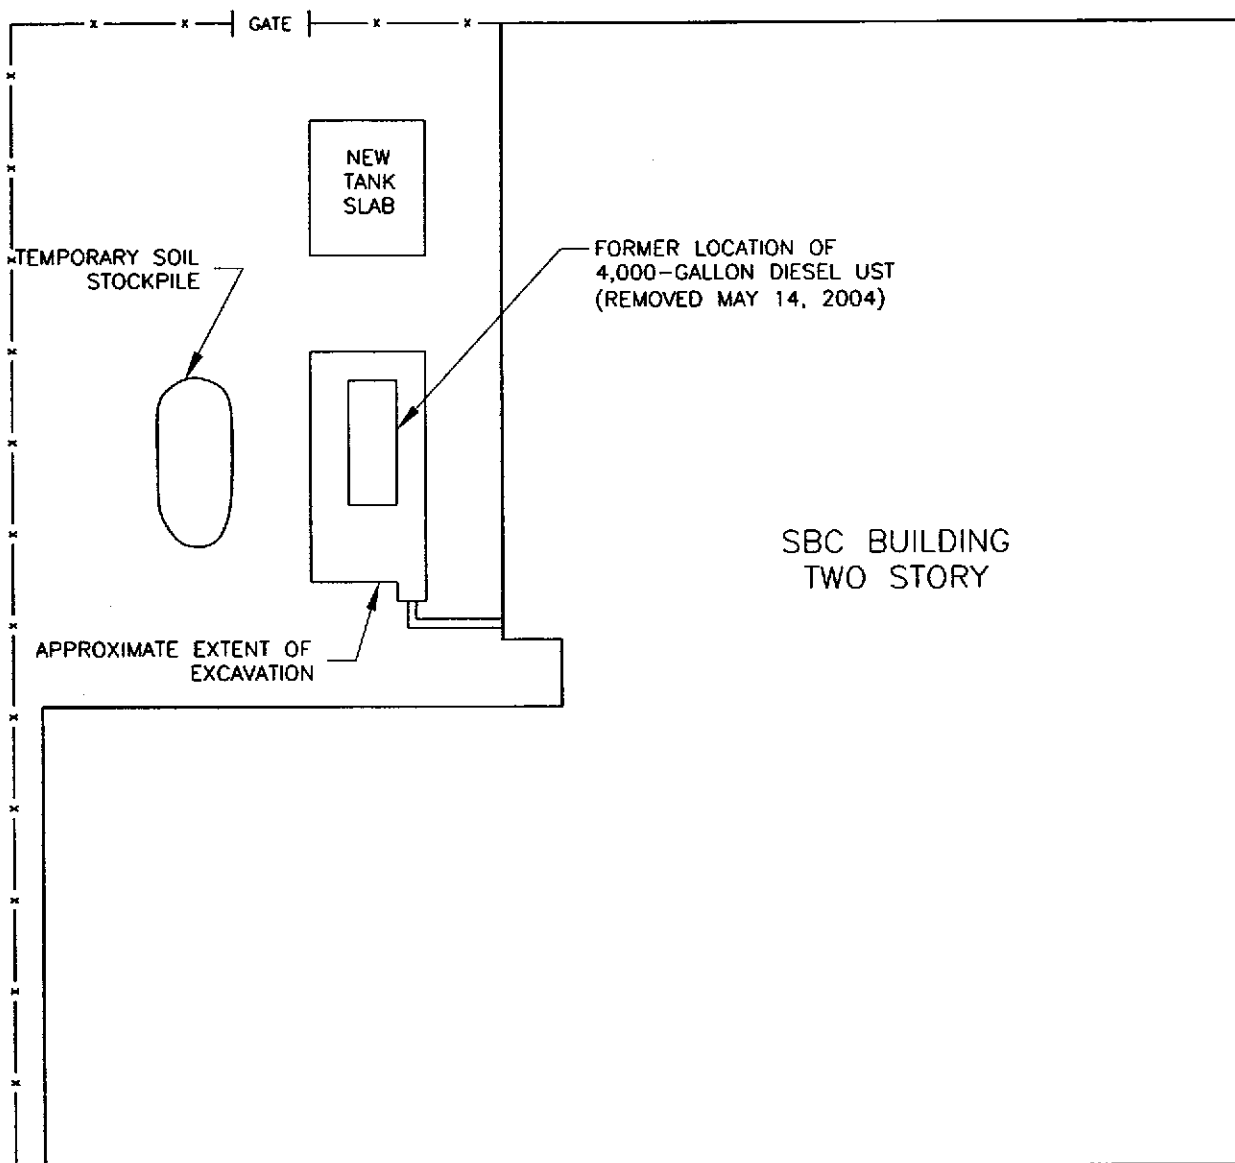 GATE
NEW
TANK
SLAB
TEMPORARY SOIL
STOCKPILE
FORMER LOCATION OF
4,000-GALLON DIESEL UST
(REMOVED MAY 14, 2004)
SBC BUILDING
TWO STORY
APPROXIMATE EXTENT OF
EXCAVATION